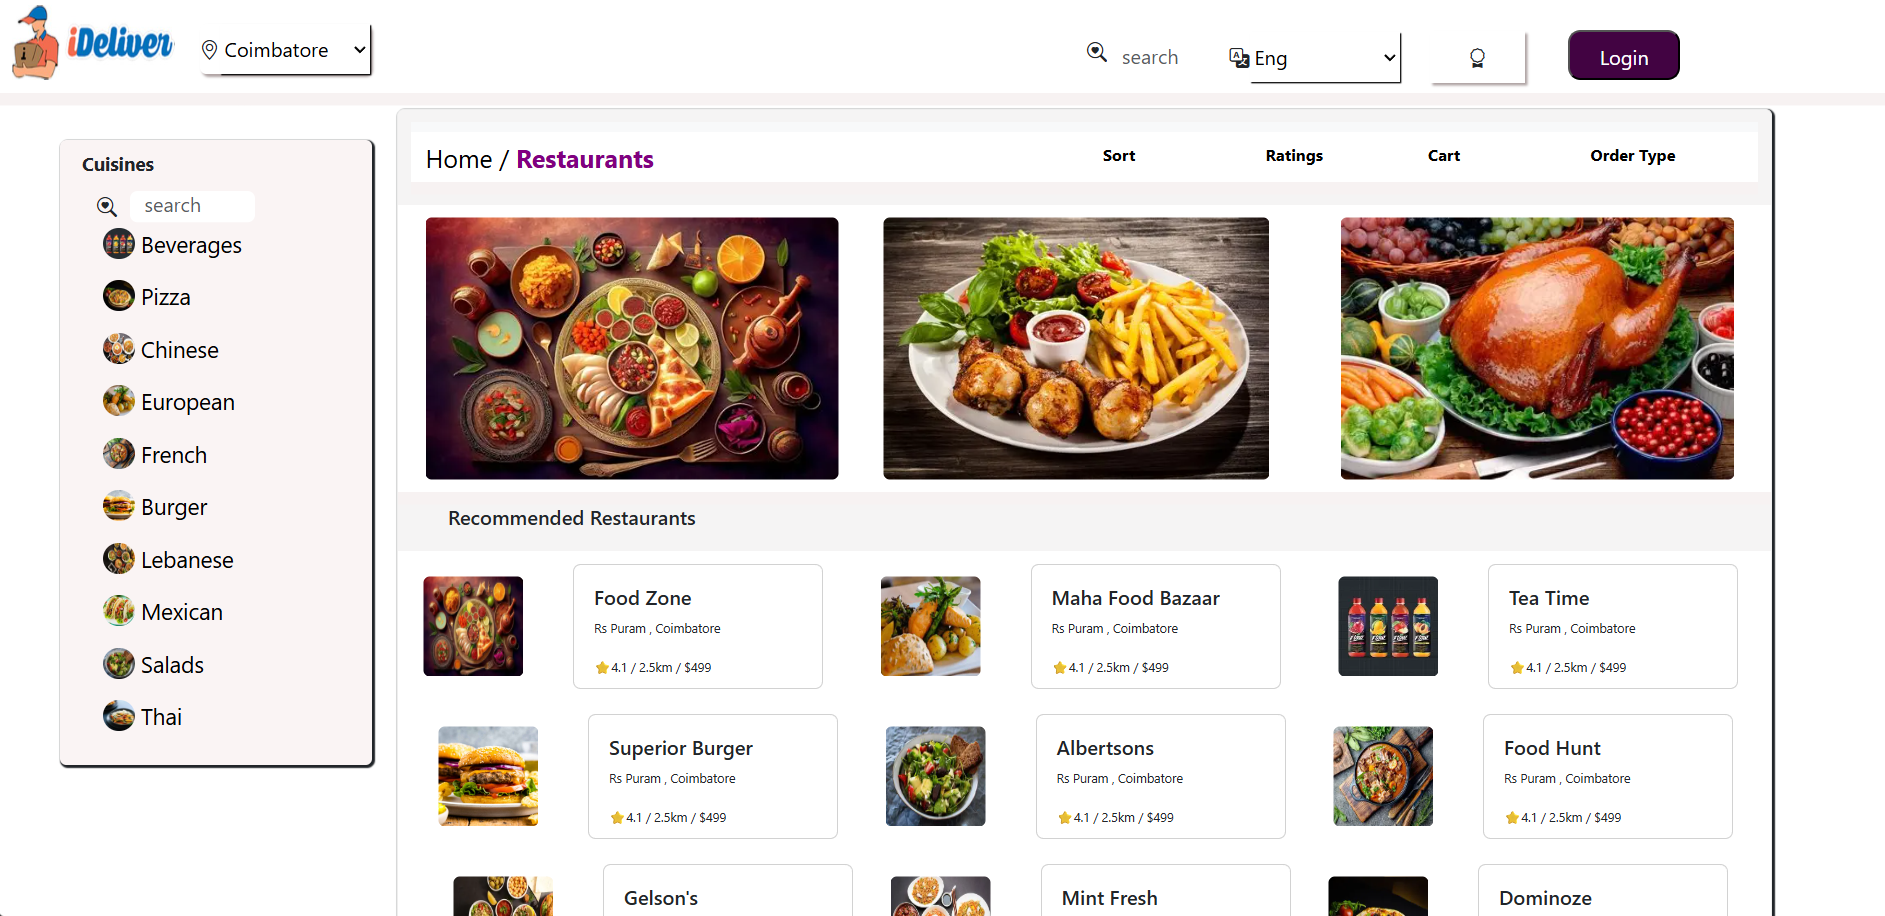 iDeliver
Coimbatore
search
Eng
Login
Cuisines
search
Beverages
Pizza
Chinese
European
French
Burger
Lebanese
Mexican
Salads
Thai
Home / Restaurants
Sort
Ratings
Cart
Order Type
Recommended Restaurants
Food Zone
Rs Puram , Coimbatore
4.1 / 2.5km / $499
Maha Food Bazaar
Rs Puram , Coimbatore
4.1 / 2.5km / $499
Tea Time
Rs Puram , Coimbatore
4.1 / 2.5km / $499
Superior Burger
Rs Puram , Coimbatore
4.1 / 2.5km / $499
Albertsons
Rs Puram , Coimbatore
4.1 / 2.5km / $499
Food Hunt
Rs Puram , Coimbatore
4.1 / 2.5km / $499
Gelson's
Mint Fresh
Dominoze